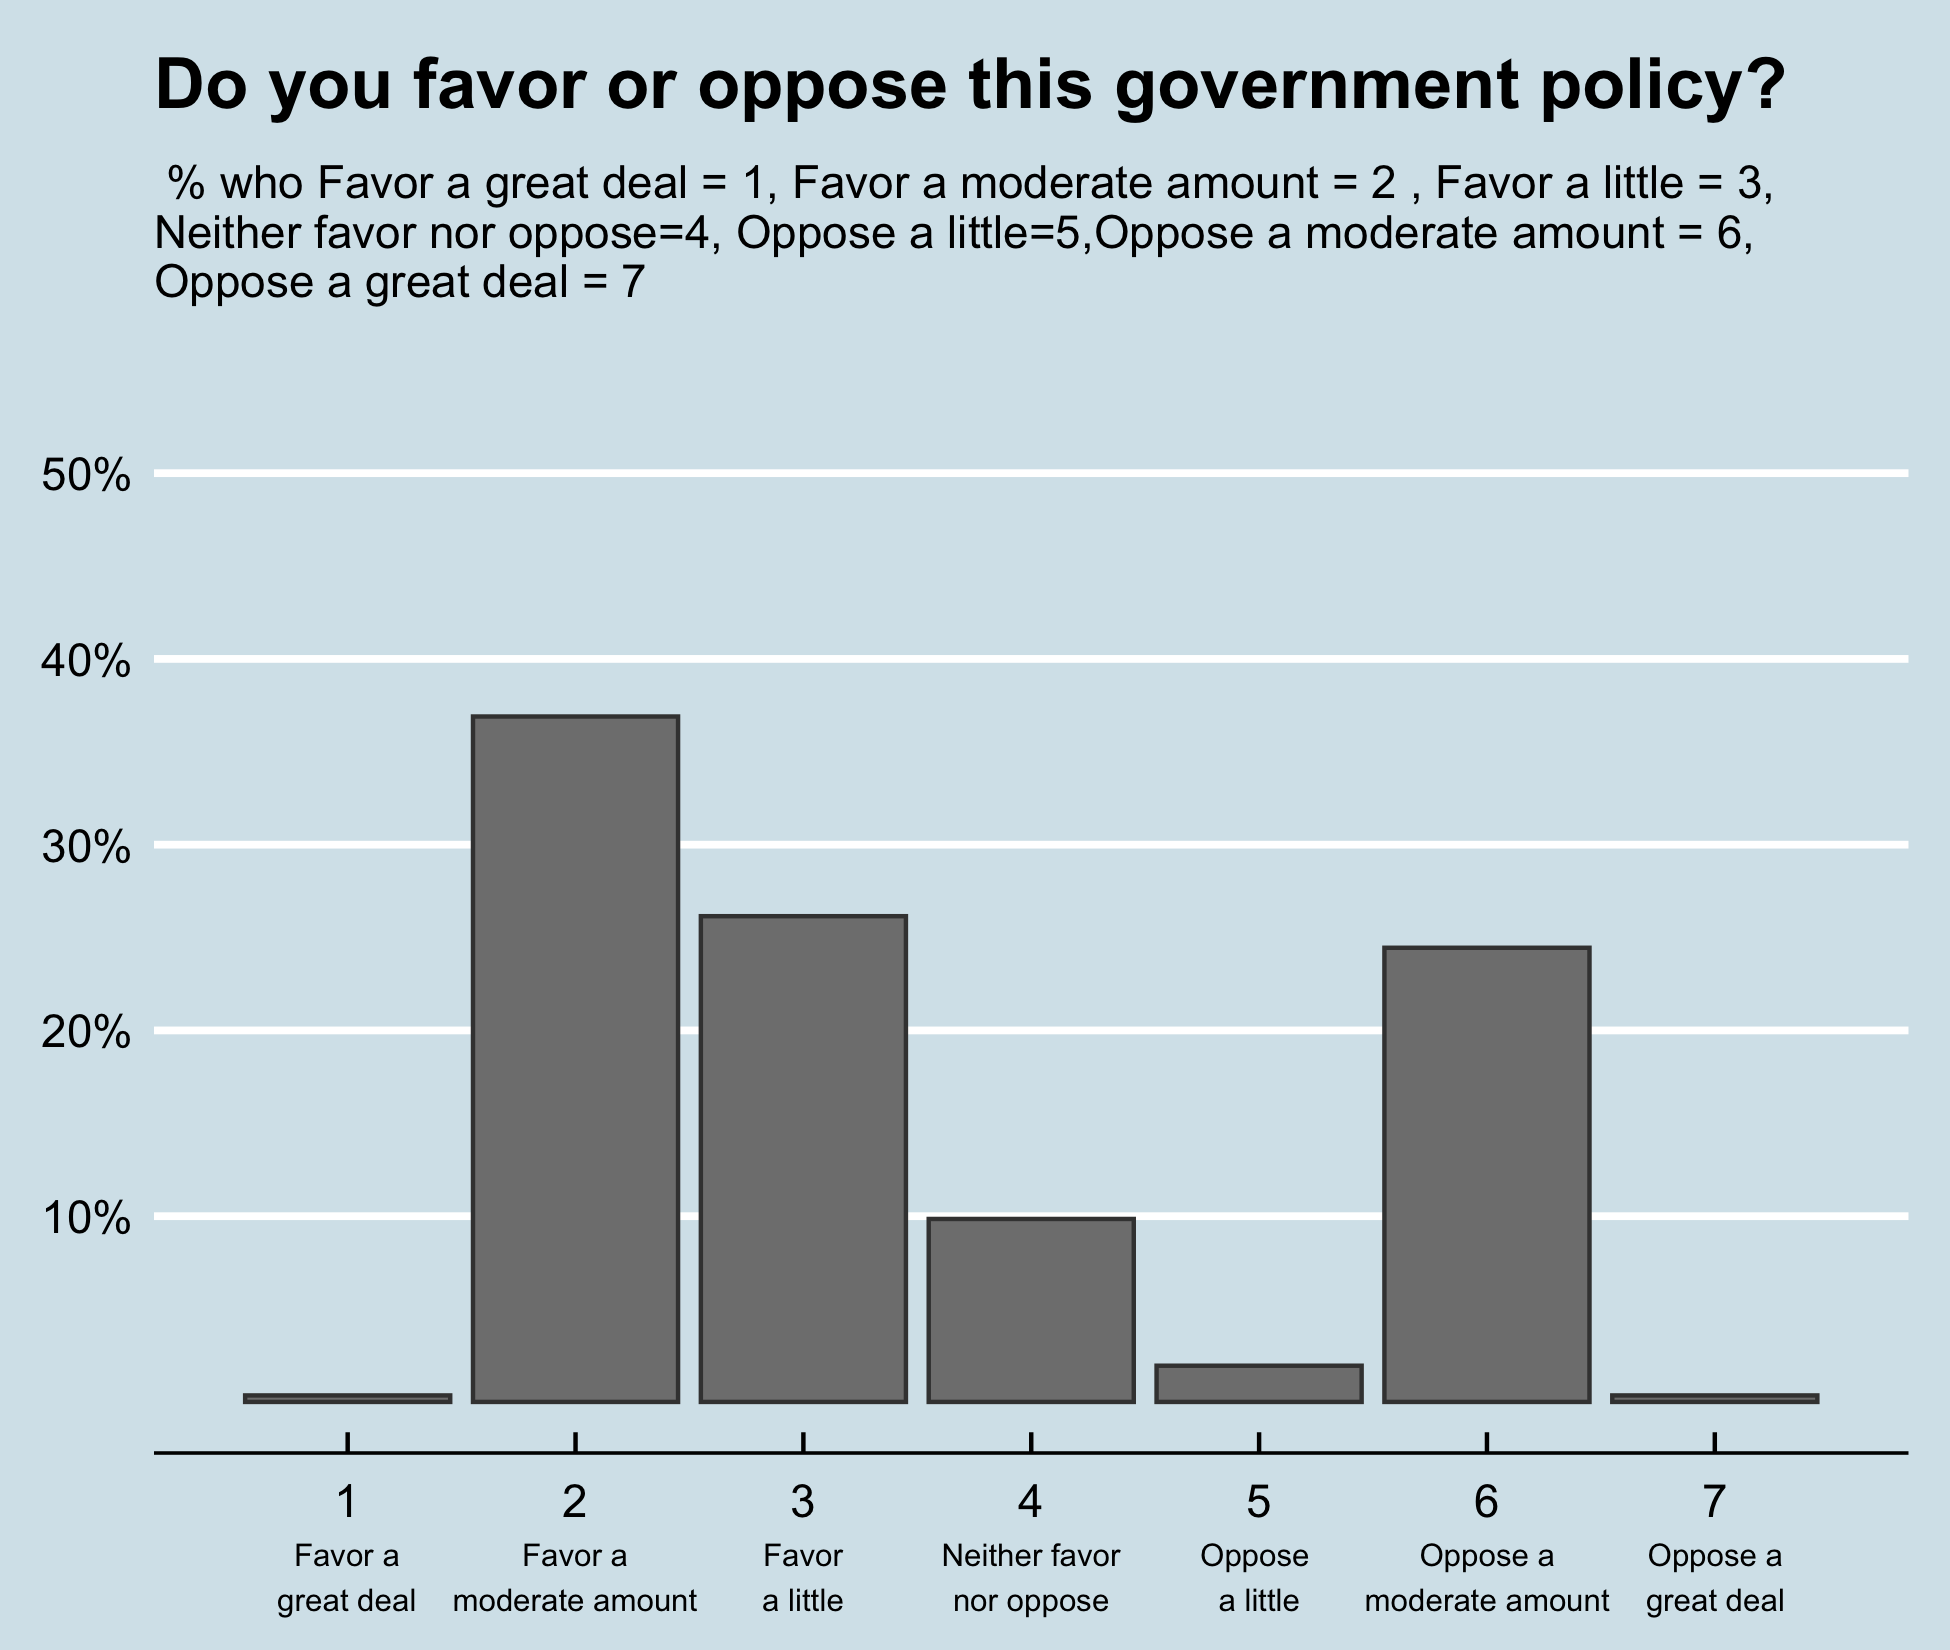 Do you favor or oppose this government policy?
% who Favor a great deal = 1, Favor a moderate amount = 2 , Favor a little = 3,
Neither favor nor oppose=4, Oppose a little=5,Oppose a moderate amount = 6,
Oppose a great deal = 7
50%
40%
30%
20%
10%
1 2 3 4 5 6 7
Favor a Favor a Favor Neither favor Oppose Oppose a Oppose a
great deal moderate amount a little nor oppose a little moderate amount great deal